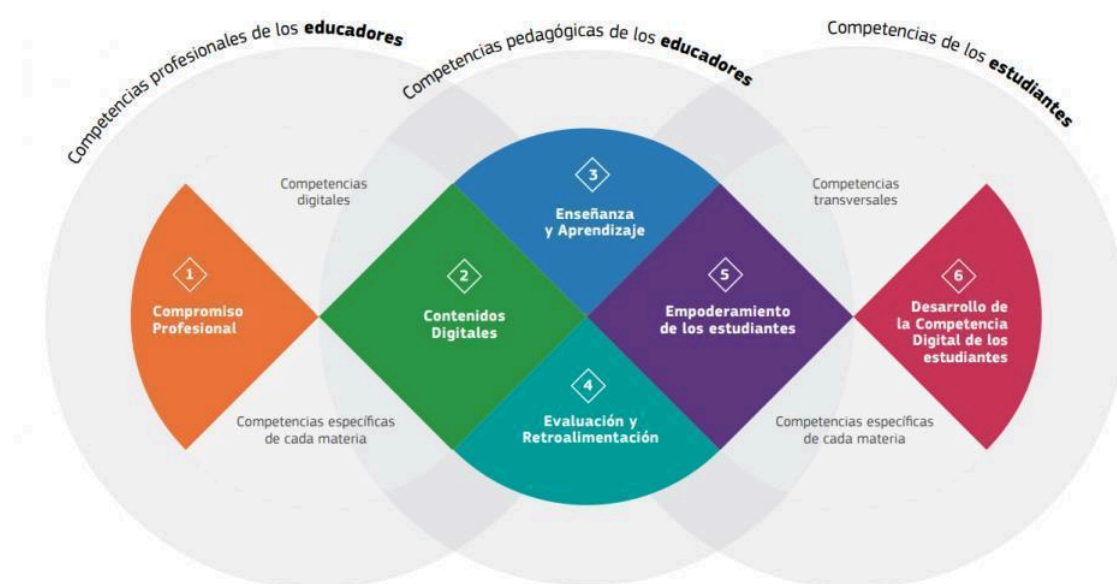 Competencias profesionales de los educadores
Competencias pedagógicas de los educadores
Competencias de los estudiantes
Competencias
digitales
Competencias
transversales
3
Enseñanza
y Aprendizaje
1
Compromiso
Profesional
2
Contenidos
Digitales
5
Empoderamiento
de los estudiantes
6
Desarrollo de
la Competencia
Digital de los
estudiantes
4
Evaluación y
Retroalimentación
Competencias específicas
de cada materia
Competencias específicas
de cada materia